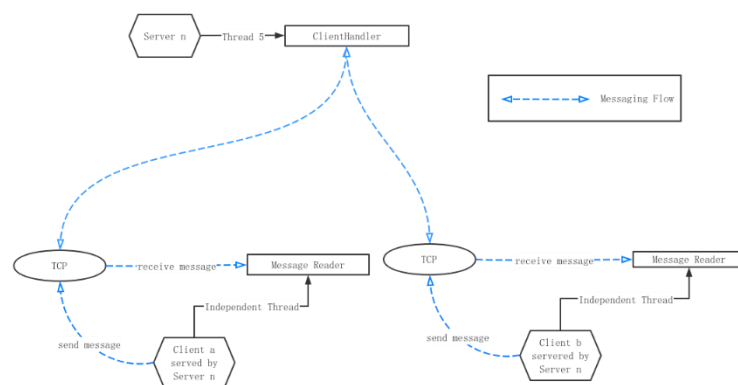 Server n
Thread 5
ClientHandler
Messaging Flow
TCP
receive message
Message Reader
TCP
receive message
Message Reader
Independent Thread
Independent Thread
send message
send message
Client a
served by
Server n
Client b
servered by
Server n